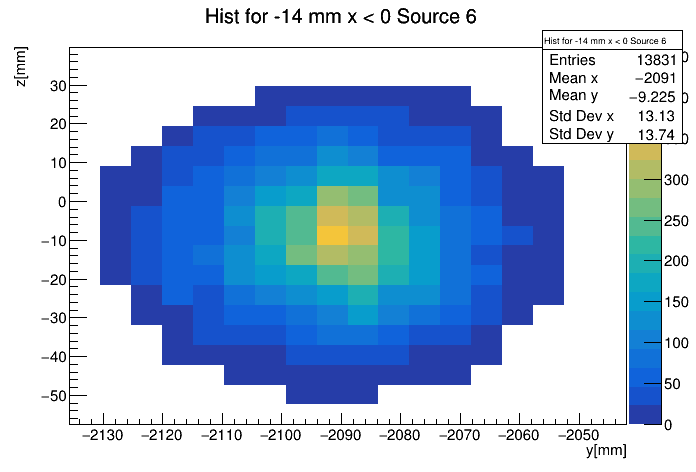 Hist for -14 mm x < 0 Source 6
z[mm]
Hist for -14 mm x < 0 Source 6
Entries 13831
Mean x −2091
Mean y −9.225
Std Dev x 13.13
Std Dev y 13.74
30
20
10
0
−10
−20
−30
−40
−50
−2130 −2120 −2110 −2100 −2090 −2080 −2070 −2060 −2050
y[mm]
300
250
200
150
100
50
0